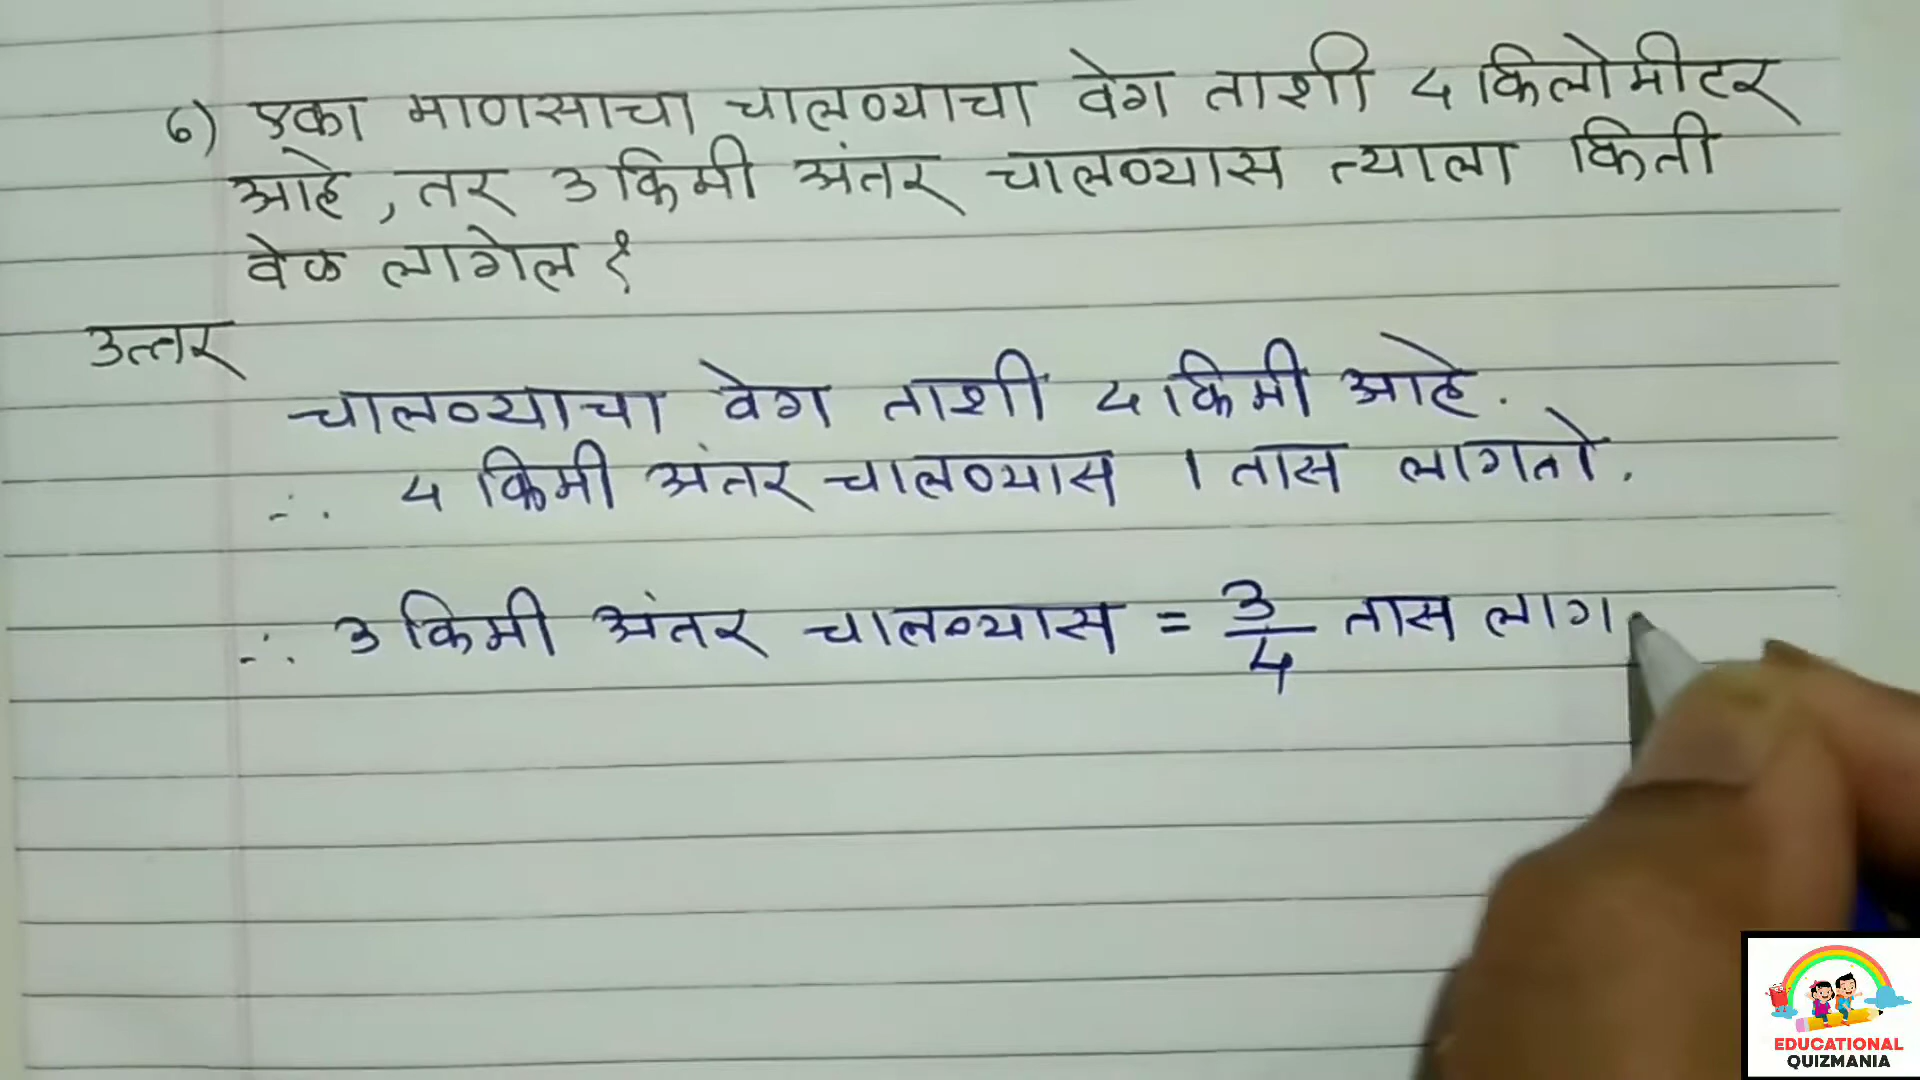 6) एका माणसाचा चालण्याचा वेग ताशी 4 किलोमीटर
आहे, तर 3 किमी अंतर चालण्यास त्याला किती
वेळ लागेल ?
उत्तर
चालण्याचा वेग ताशी 4 किमी आहे.
∴ 4 किमी अंतर चालण्यास 1 तास लागतो.
∴ 3 किमी अंतर चालण्यास = 3/4 तास लाग
EDUCATIONAL
QUIZMANIA